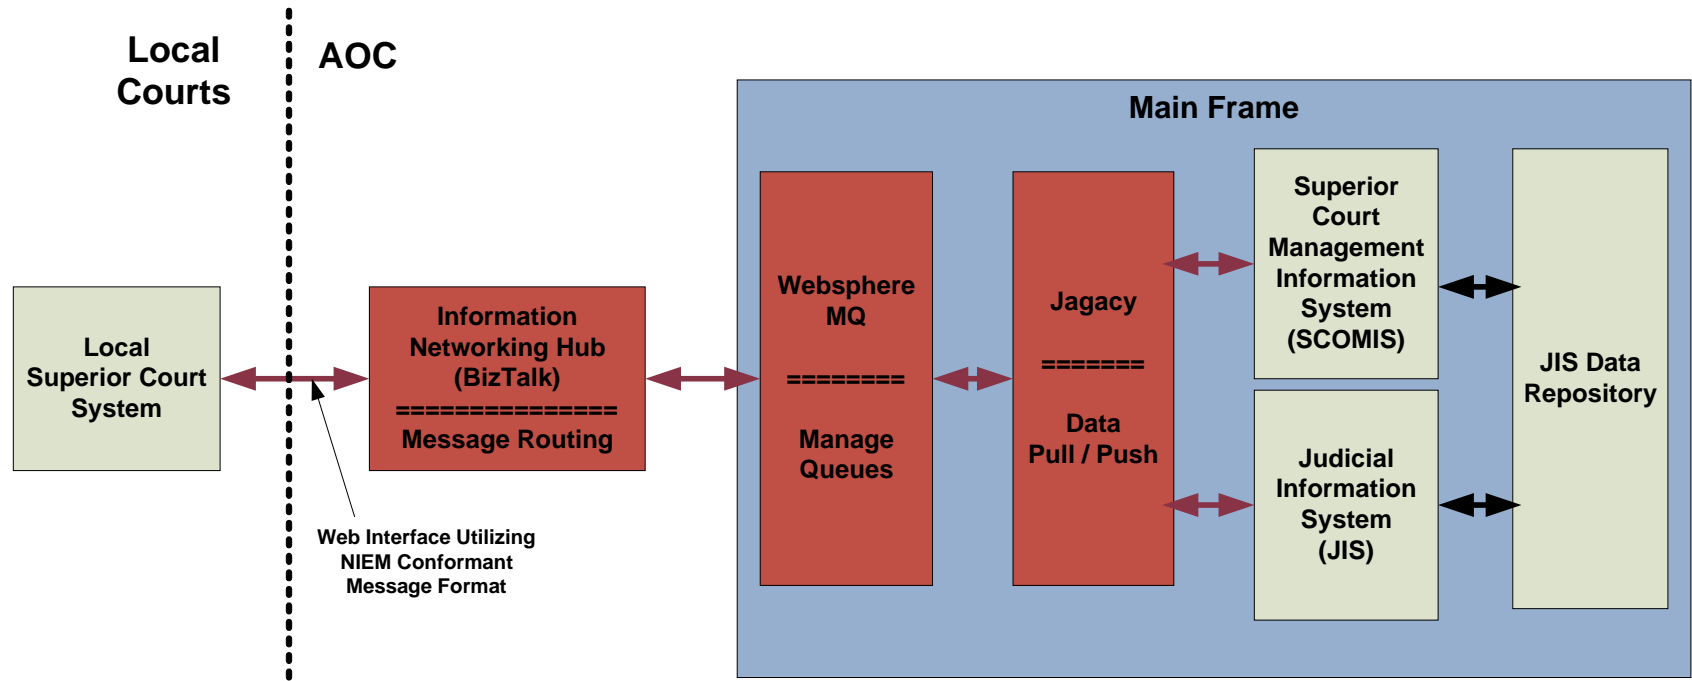 Local
Courts
AOC
Main Frame
Local
Superior Court
System
Information
Networking Hub
(BizTalk)
===============
Message Routing
Web Interface Utilizing
NIEM Conformant
Message Format
Websphere
MQ
========
Manage
Queues
Jagacy
=======
Data
Pull / Push
Superior
Court
Management
Information
System
(SCOMIS)
Judicial
Information
System
(JIS)
JIS Data
Repository